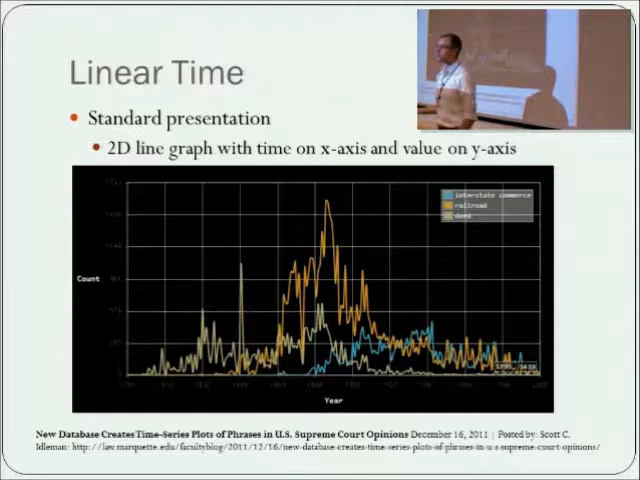 Linear Time
Standard presentation
2D line graph with time on x-axis and value on y-axis
interstate commerce
railroad
deed
Count
Year
New Database Creates Time-Series Plots of Phrases in U.S. Supreme Court Opinions December 16, 2011 | Posted by: Scott C.
Idleman: http://law.marquette.edu/facultyblog/2011/12/16/new-database-creates-time-series-plots-of-phrases-in-u-s-supreme-court-opinions/